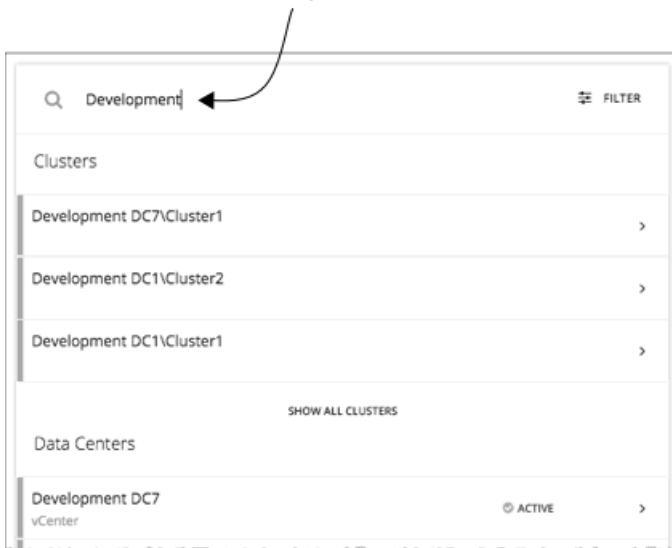 Development
FILTER
Clusters
Development DC7\Cluster1
Development DC1\Cluster2
Development DC1\Cluster1
SHOW ALL CLUSTERS
Data Centers
Development DC7
ACTIVE
vCenter